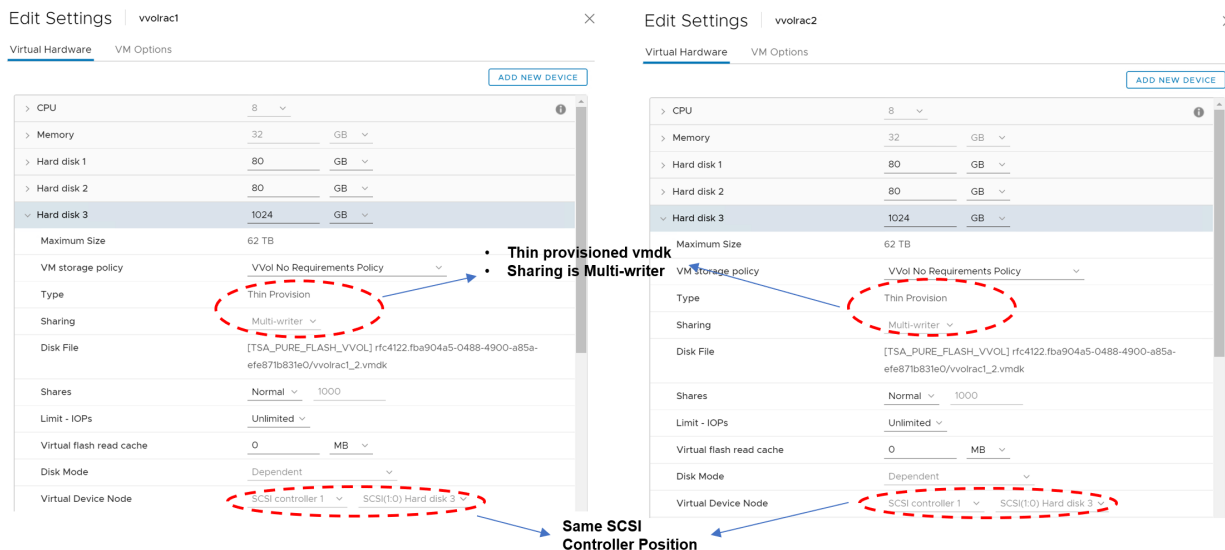 Edit Settings vvolrac1
Virtual Hardware VM Options
ADD NEW DEVICE
CPU 8
Memory 32 GB
Hard disk 1 80 GB
Hard disk 2 80 GB
Hard disk 3 1024 GB
Maximum Size 62 TB
VM storage policy VVol No Requirements Policy
Type Thin Provision
Sharing Multi-writer
Disk File [TSA_PURE_FLASH_VVOL] rfc4122.fba904a5-0488-4900-a85a-
efe871b831e0/vvolrac1_2.vmdk
Shares Normal 1000
Limit - IOPs Unlimited
Virtual flash read cache 0 MB
Disk Mode Dependent
Virtual Device Node SCSI controller 1 SCSI(1:0) Hard disk 3
• Thin provisioned vmdk
• Sharing is Multi-writer
Same SCSI
Controller Position
Edit Settings vvolrac2
Virtual Hardware VM Options
ADD NEW DEVICE
CPU 8
Memory 32 GB
Hard disk 1 80 GB
Hard disk 2 80 GB
Hard disk 3 1024 GB
Maximum Size 62 TB
VM storage policy VVol No Requirements Policy
Type Thin Provision
Sharing Multi-writer
Disk File [TSA_PURE_FLASH_VVOL] rfc4122.fba904a5-0488-4900-a85a-
efe871b831e0/vvolrac1_2.vmdk
Shares Normal 1000
Limit - IOPs Unlimited
Virtual flash read cache 0 MB
Disk Mode Dependent
Virtual Device Node SCSI controller 1 SCSI(1:0) Hard disk 3